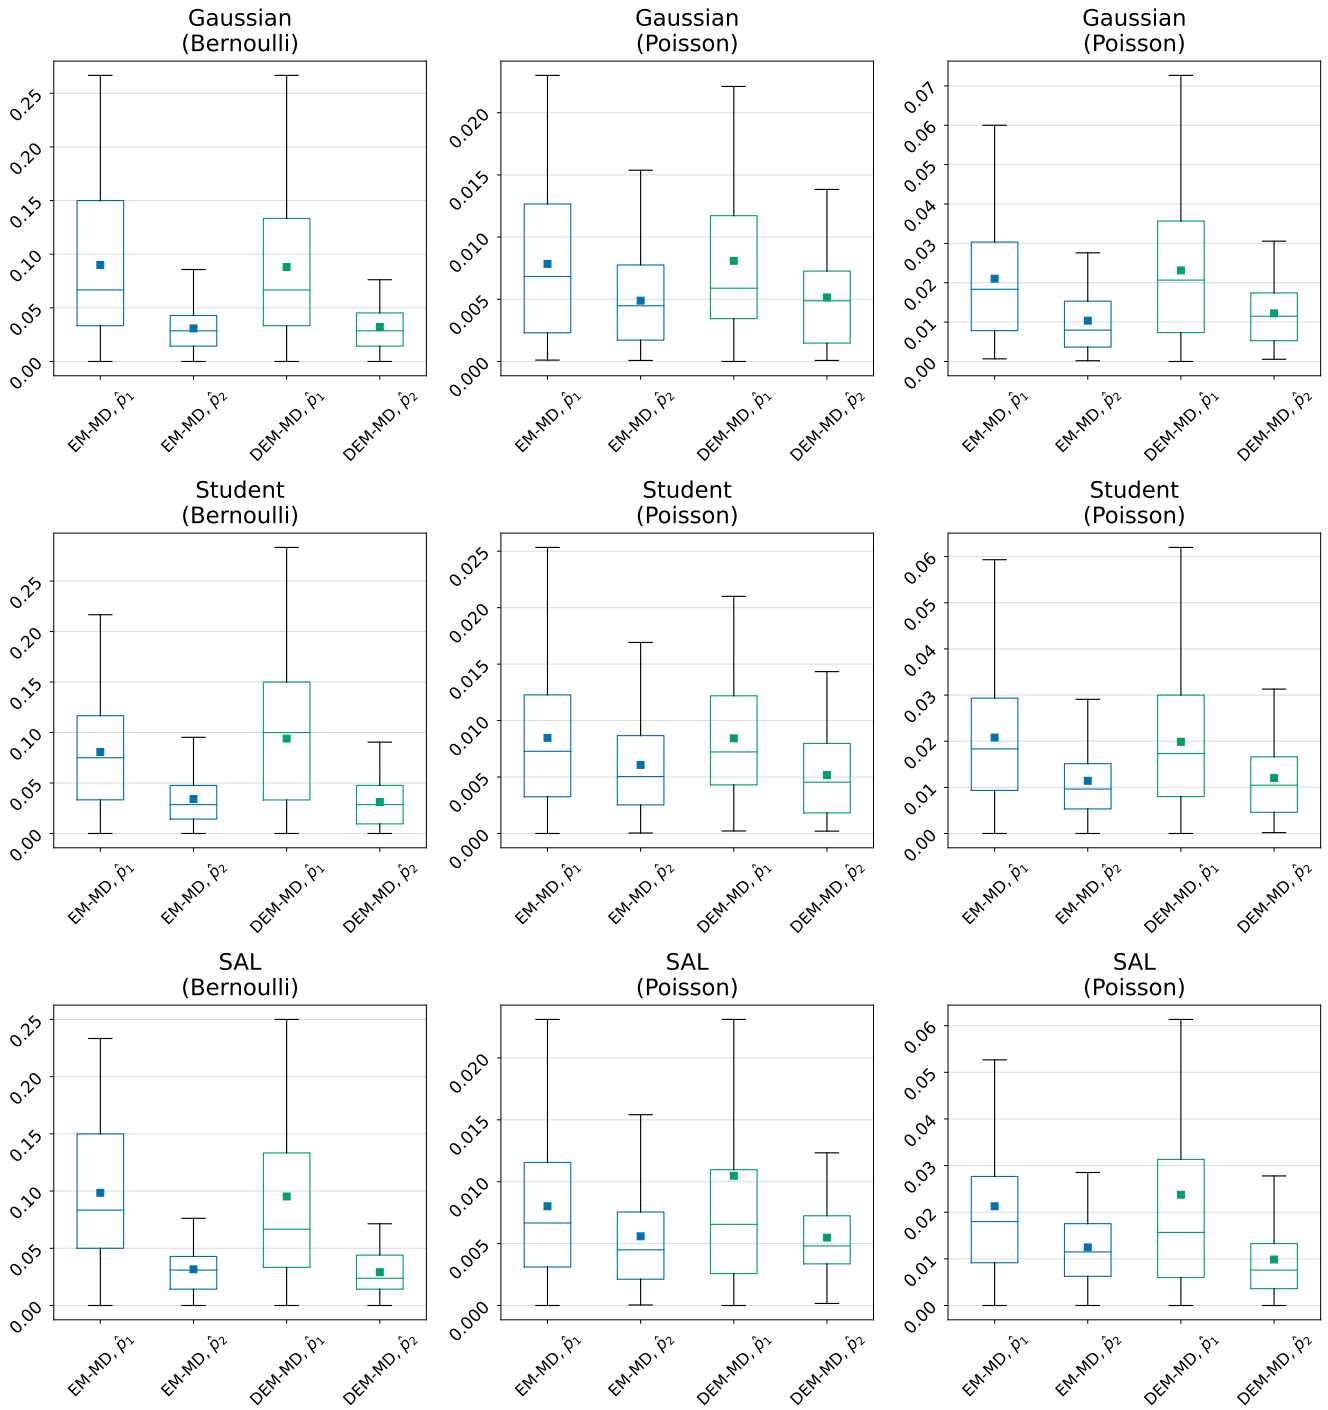 Gaussian
(Bernoulli)
0.25
0.20
0.15
0.10
0.05
0.00
EM-MD, p̂₁
EM-MD, p̂₂
DEM-MD, p̂₁
DEM-MD, p̂₂
Gaussian
(Poisson)
0.020
0.015
0.010
0.005
0.000
EM-MD, p̂₁
EM-MD, p̂₂
DEM-MD, p̂₁
DEM-MD, p̂₂
Gaussian
(Poisson)
0.07
0.06
0.05
0.04
0.03
0.02
0.01
0.00
EM-MD, p̂₁
EM-MD, p̂₂
DEM-MD, p̂₁
DEM-MD, p̂₂
Student
(Bernoulli)
0.25
0.20
0.15
0.10
0.05
0.00
EM-MD, p̂₁
EM-MD, p̂₂
DEM-MD, p̂₁
DEM-MD, p̂₂
Student
(Poisson)
0.025
0.020
0.015
0.010
0.005
0.000
EM-MD, p̂₁
EM-MD, p̂₂
DEM-MD, p̂₁
DEM-MD, p̂₂
Student
(Poisson)
0.06
0.05
0.04
0.03
0.02
0.01
0.00
EM-MD, p̂₁
EM-MD, p̂₂
DEM-MD, p̂₁
DEM-MD, p̂₂
SAL
(Bernoulli)
0.25
0.20
0.15
0.10
0.05
0.00
EM-MD, p̂₁
EM-MD, p̂₂
DEM-MD, p̂₁
DEM-MD, p̂₂
SAL
(Poisson)
0.020
0.015
0.010
0.005
0.000
EM-MD, p̂₁
EM-MD, p̂₂
DEM-MD, p̂₁
DEM-MD, p̂₂
SAL
(Poisson)
0.06
0.05
0.04
0.03
0.02
0.01
0.00
EM-MD, p̂₁
EM-MD, p̂₂
DEM-MD, p̂₁
DEM-MD, p̂₂